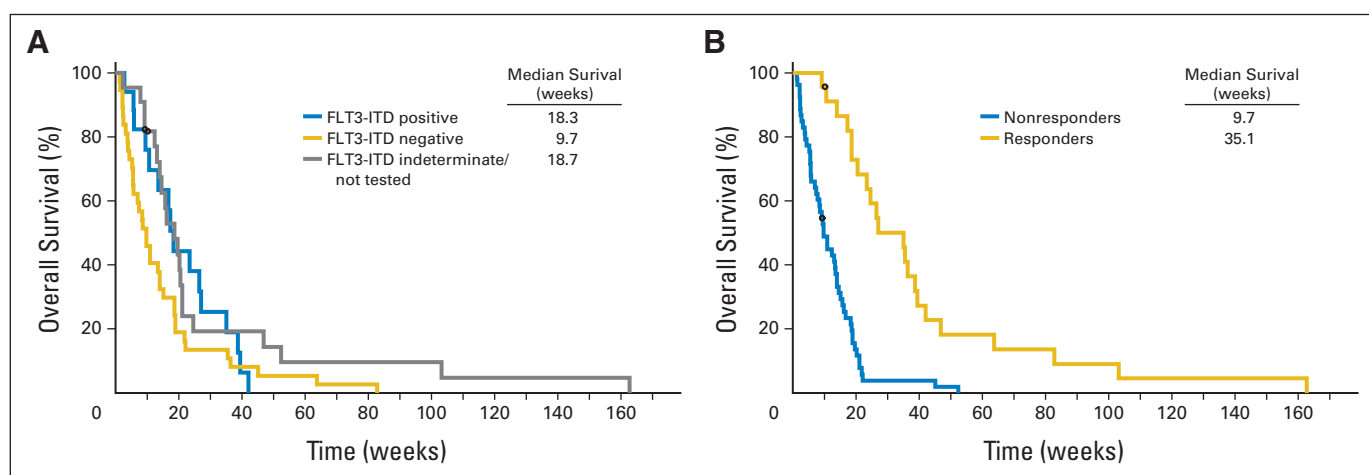 A
Median Surival
(weeks)
FLT3-ITD positive 18.3
FLT3-ITD negative 9.7
FLT3-ITD indeterminate/ 18.7
not tested
Overall Survival (%)
100
80
60
40
20
0 20 40 60 80 100 120 140 160
Time (weeks)
B
Median Surival
(weeks)
Nonresponders 9.7
Responders 35.1
Overall Survival (%)
100
80
60
40
20
0 20 40 60 80 100 120 140 160
Time (weeks)